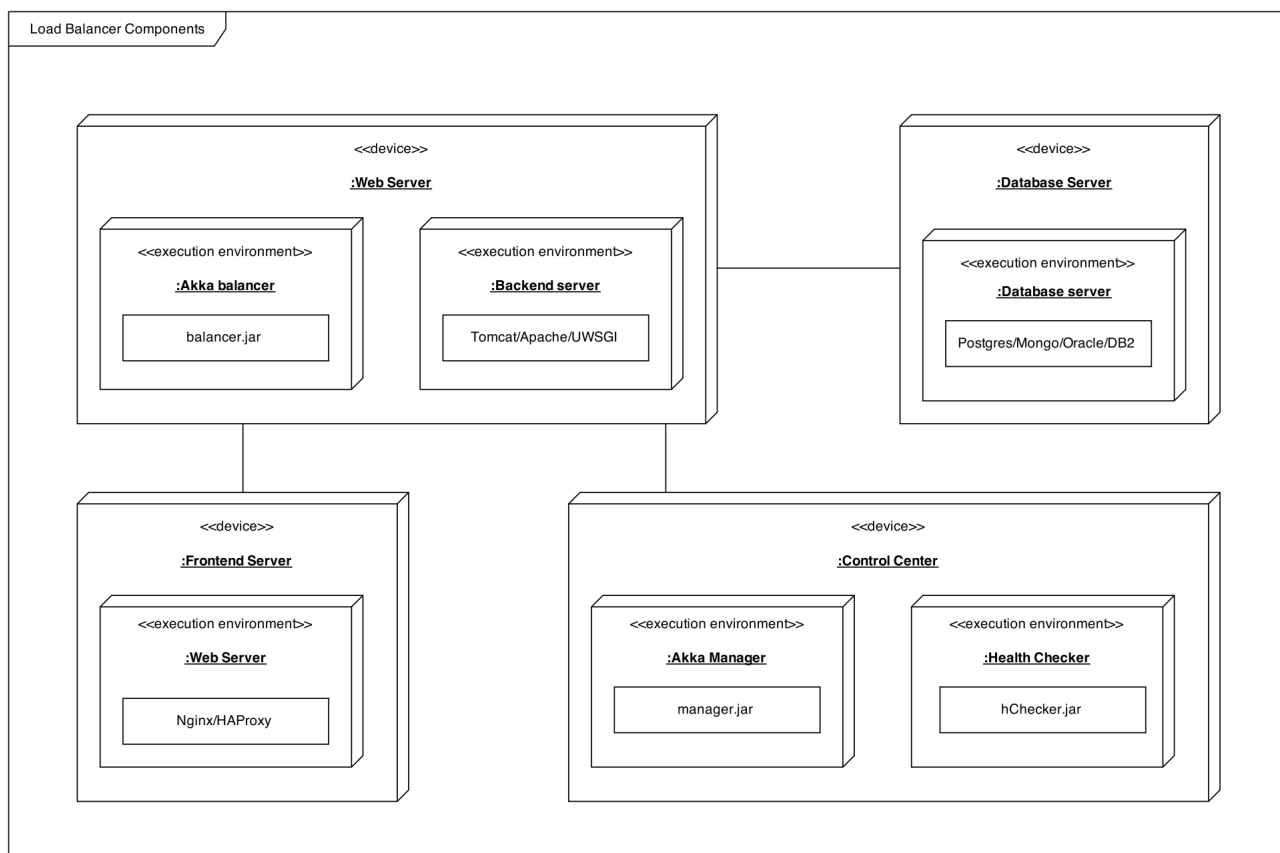 Load Balancer Components
<<device>>
:Web Server
<<execution environment>>
:Akka balancer
balancer.jar
<<execution environment>>
:Backend server
Tomcat/Apache/UWSGI
<<device>>
:Database Server
<<execution environment>>
:Database server
Postgres/Mongo/Oracle/DB2
<<device>>
:Frontend Server
<<execution environment>>
:Web Server
Nginx/HAProxy
<<device>>
:Control Center
<<execution environment>>
:Akka Manager
manager.jar
<<execution environment>>
:Health Checker
hChecker.jar